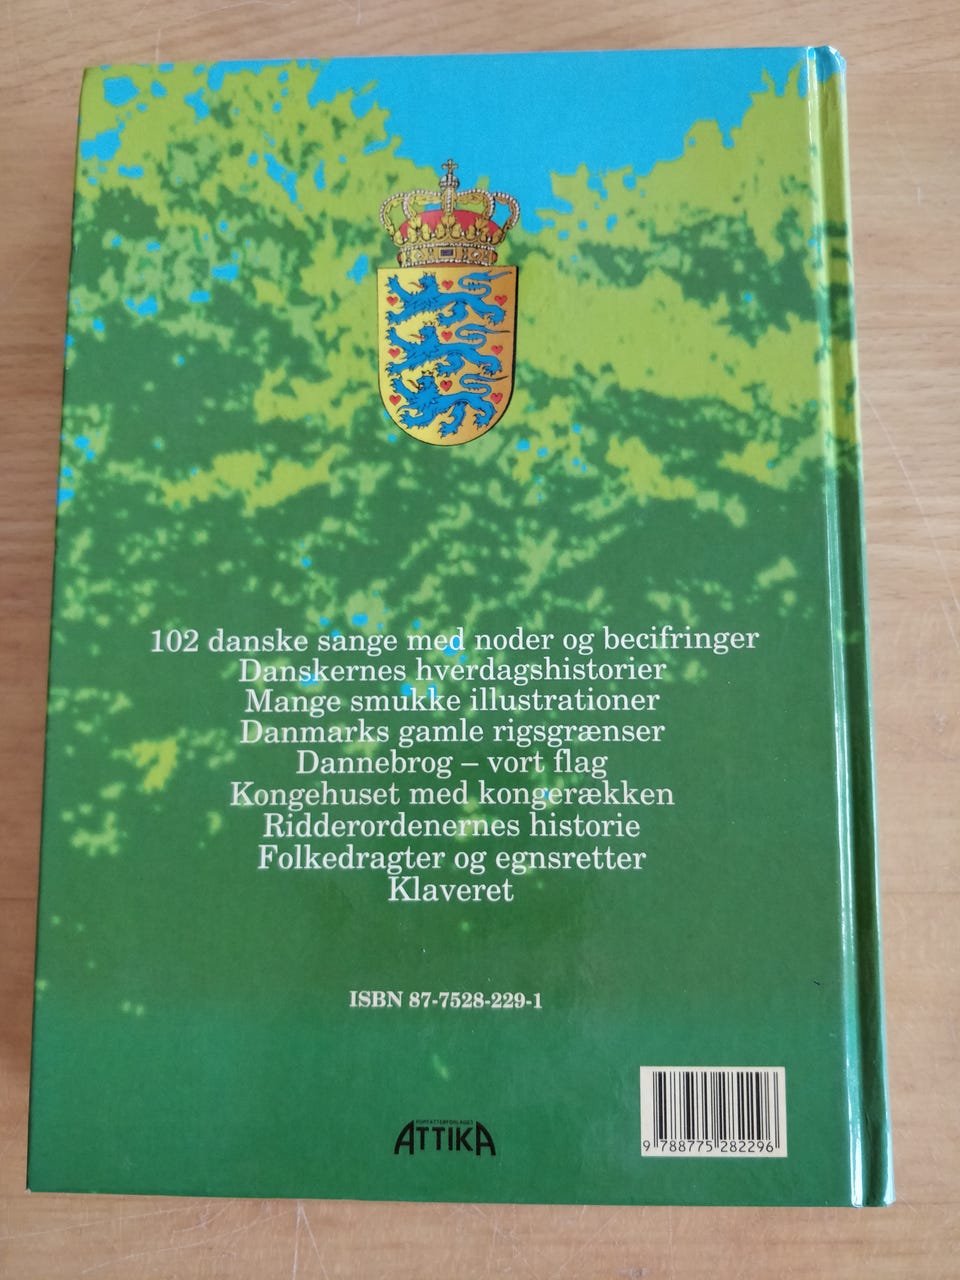 102 danske sange med noder og becifringer
Danskernes hverdagshistorier
Mange smukke illustrationer
Danmarks gamle rigsgrænser
Dannebrog – vort flag
Kongehuset med kongerækken
Ridderordenernes historie
Folkedragter og egnsretter
Klaveret
ISBN 87-7528-229-1
FORFATTERFORLAGET
ATTIKA
9 788775 282296